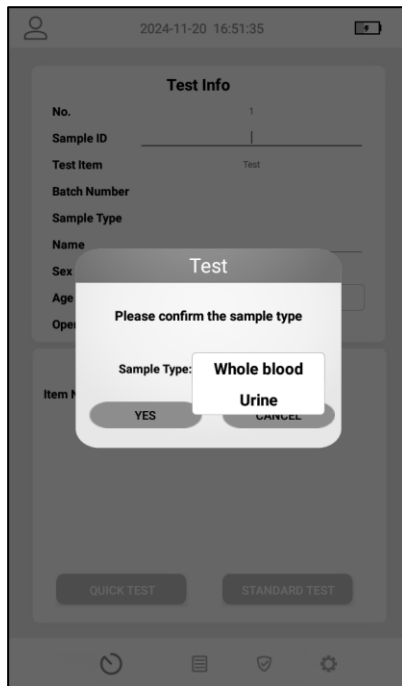 2024-11-20 16:51:35
Test Info
No. 1
Sample ID
Test Item Test
Batch Number
Sample Type
Name
Sex
Age
Test
Please confirm the sample type
Sample Type:
Whole blood
Urine
YES CANCEL
QUICK TEST STANDARD TEST